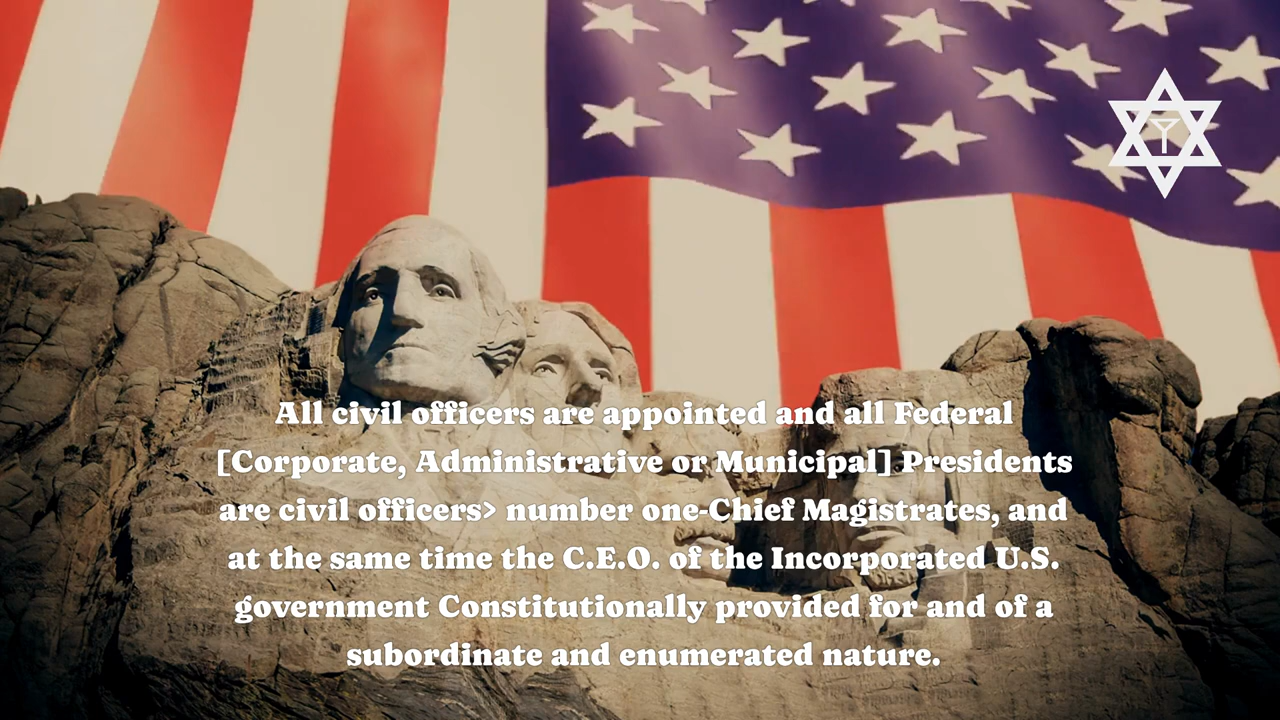 All civil officers are appointed and all Federal
[Corporate, Administrative or Municipal] Presidents
are civil officers> number one-Chief Magistrates, and
at the same time the C.E.O. of the Incorporated U.S.
government Constitutionally provided for and of a
subordinate and enumerated nature.